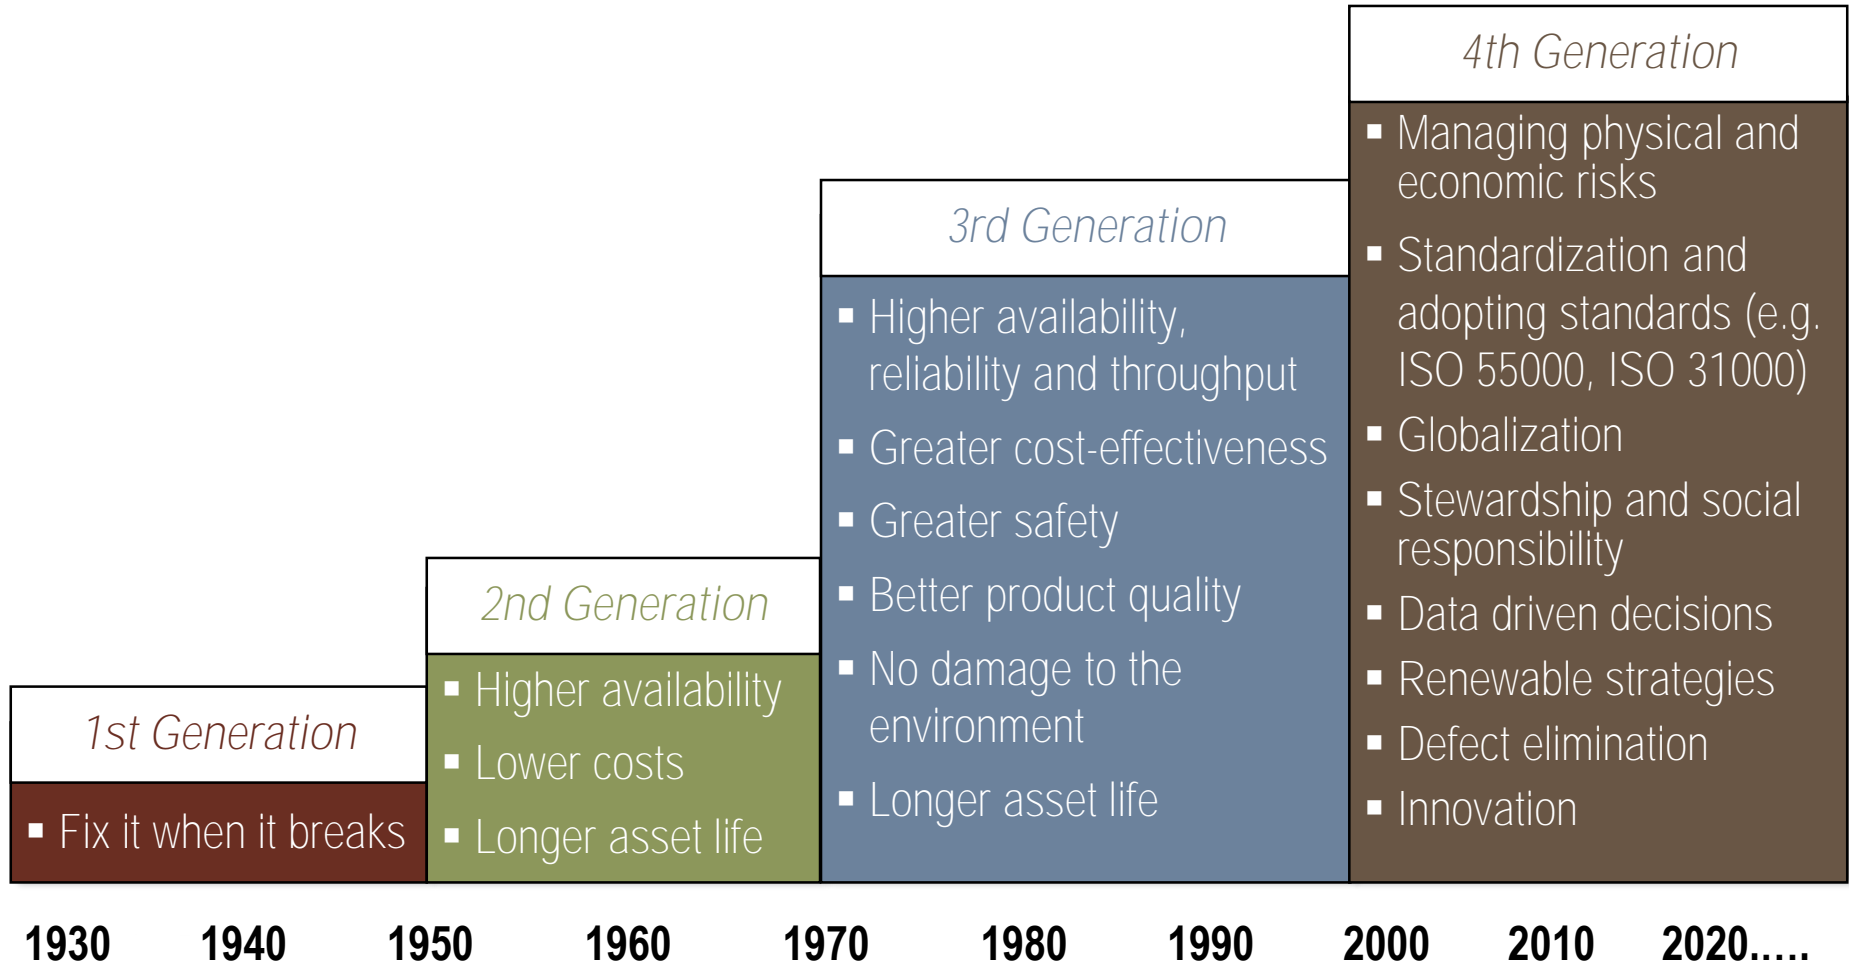 4th Generation
▪ Managing physical and
economic risks
▪ Standardization and
adopting standards (e.g.
ISO 55000, ISO 31000)
▪ Globalization
▪ Stewardship and social
responsibility
▪ Data driven decisions
▪ Renewable strategies
▪ Defect elimination
▪ Innovation
3rd Generation
▪ Higher availability,
reliability and throughput
▪ Greater cost-effectiveness
▪ Greater safety
▪ Better product quality
▪ No damage to the
environment
▪ Longer asset life
2nd Generation
▪ Higher availability
▪ Lower costs
▪ Longer asset life
1st Generation
▪ Fix it when it breaks
1930 1940 1950 1960 1970 1980 1990 2000 2010 2020.....